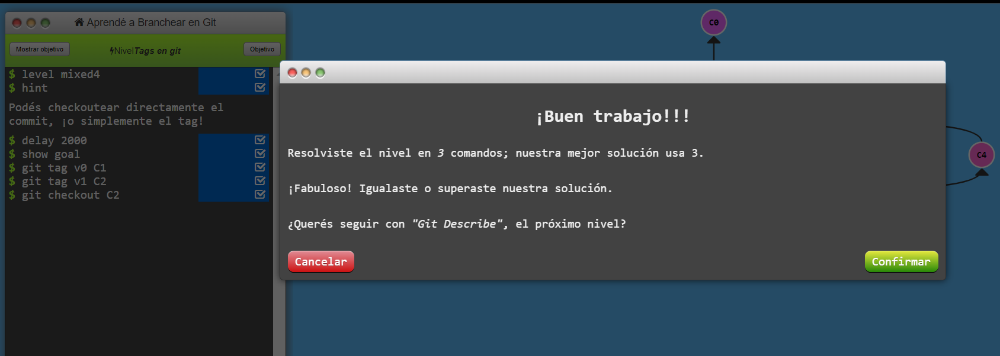 Aprendé a Branchear en Git
Mostrar objetivo
NivelTags en git
Objetivo
$ level mixed4
$ hint
Podés checkoutear directamente el
commit, ¡o simplemente el tag!
$ delay 2000
$ show goal
$ git tag v0 C1
$ git tag v1 C2
$ git checkout C2
C0
¡Buen trabajo!!!
Resolviste el nivel en 3 comandos; nuestra mejor solución usa 3.
¡Fabuloso! Igualaste o superaste nuestra solución.
¿Querés seguir con "Git Describe", el próximo nivel?
Cancelar
Confirmar
C4